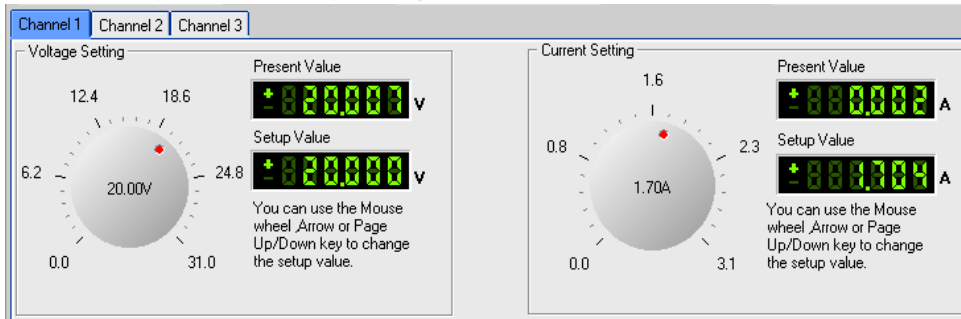 Channel 1 Channel 2 Channel 3
Voltage Setting
Present Value
+ 20.007 V
Setup Value
+ 20.000 V
12.4
18.6
6.2
24.8
20.00V
0.0
31.0
You can use the Mouse
wheel ,Arrow or Page
Up/Down key to change
the setup value.
Current Setting
Present Value
+ 0.002 A
Setup Value
+ 1.704 A
1.6
0.8
2.3
1.70A
0.0
3.1
You can use the Mouse
wheel ,Arrow or Page
Up/Down key to change
the setup value.